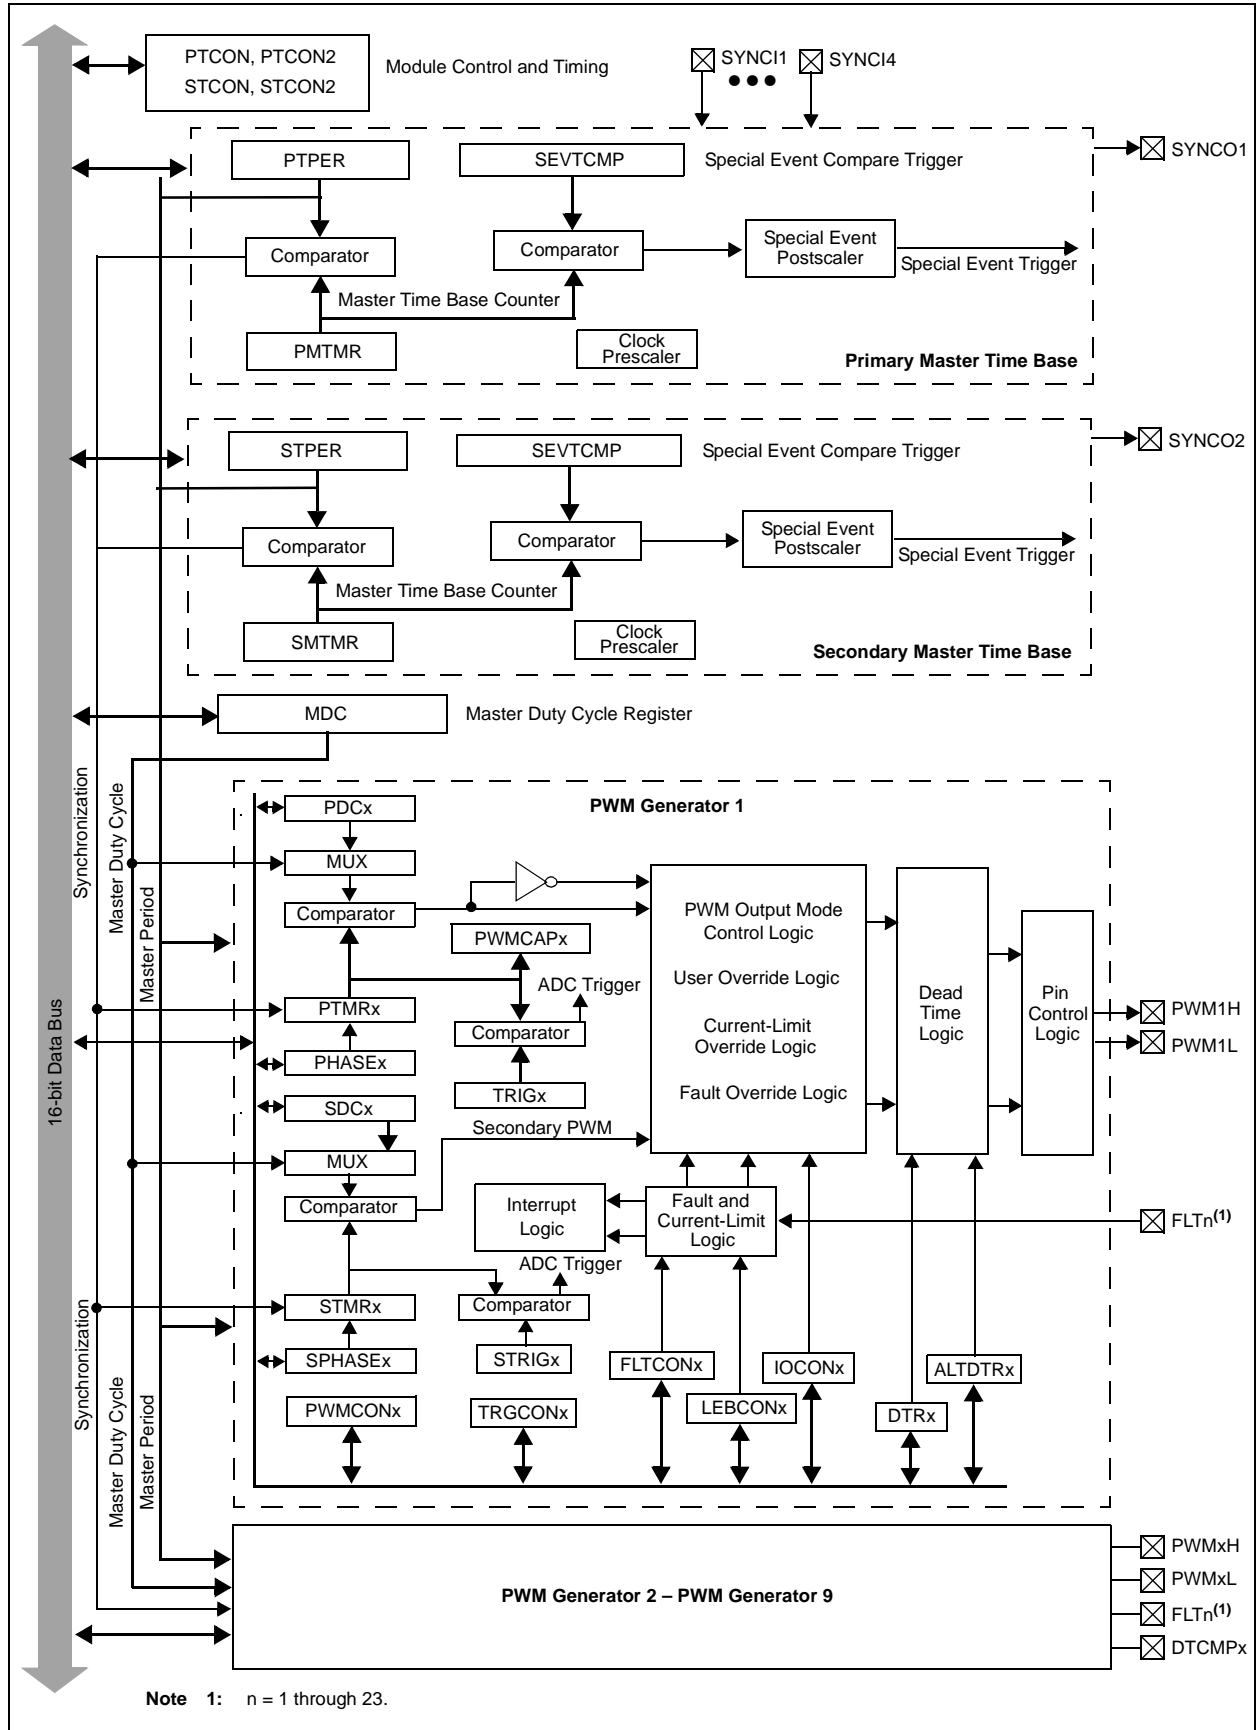 PTCON, PTCON2
STCON, STCON2
Module Control and Timing
SYNCI1
SYNCI4
PTPER
SEVTCMP
Special Event Compare Trigger
SYNCO1
Comparator
Comparator
Special Event
Postscaler
Special Event Trigger
Master Time Base Counter
PMTMR
Clock
Prescaler
Primary Master Time Base
STPER
SEVTCMP
Special Event Compare Trigger
SYNCO2
Comparator
Comparator
Special Event
Postscaler
Special Event Trigger
Master Time Base Counter
SMTMR
Clock
Prescaler
Secondary Master Time Base
MDC
Master Duty Cycle Register
16-bit Data Bus
Synchronization
Master Duty Cycle
Master Period
PWM Generator 1
PDCx
MUX
Comparator
PWMCAPx
ADC Trigger
PTMRx
Comparator
PHASEx
TRIGx
SDCx
Secondary PWM
MUX
Comparator
PWM Output Mode
Control Logic
User Override Logic
Current-Limit
Override Logic
Fault Override Logic
Dead
Time
Logic
Pin
Control
Logic
PWM1H
PWM1L
Interrupt
Logic
Fault and
Current-Limit
Logic
FLTn(1)
ADC Trigger
STMRx
Comparator
SPHASEx
STRIGx
FLTCONx
IOCONx
ALTDTRx
PWMCONx
TRGCONx
LEBCONx
DTRx
Synchronization
Master Duty Cycle
Master Period
PWM Generator 2 – PWM Generator 9
PWMxH
PWMxL
FLTn(1)
DTCMPx
Note 1: n = 1 through 23.